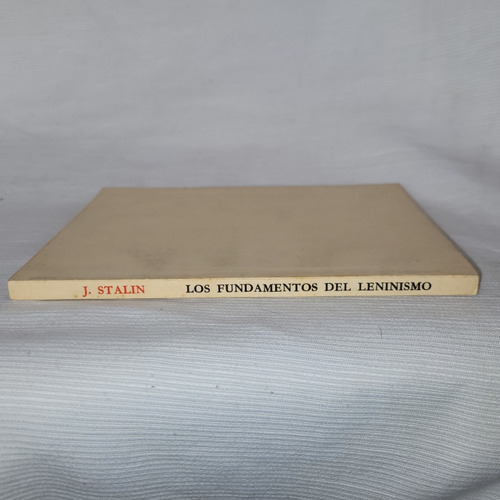 J. STALIN LOS FUNDAMENTOS DEL LENINISMO